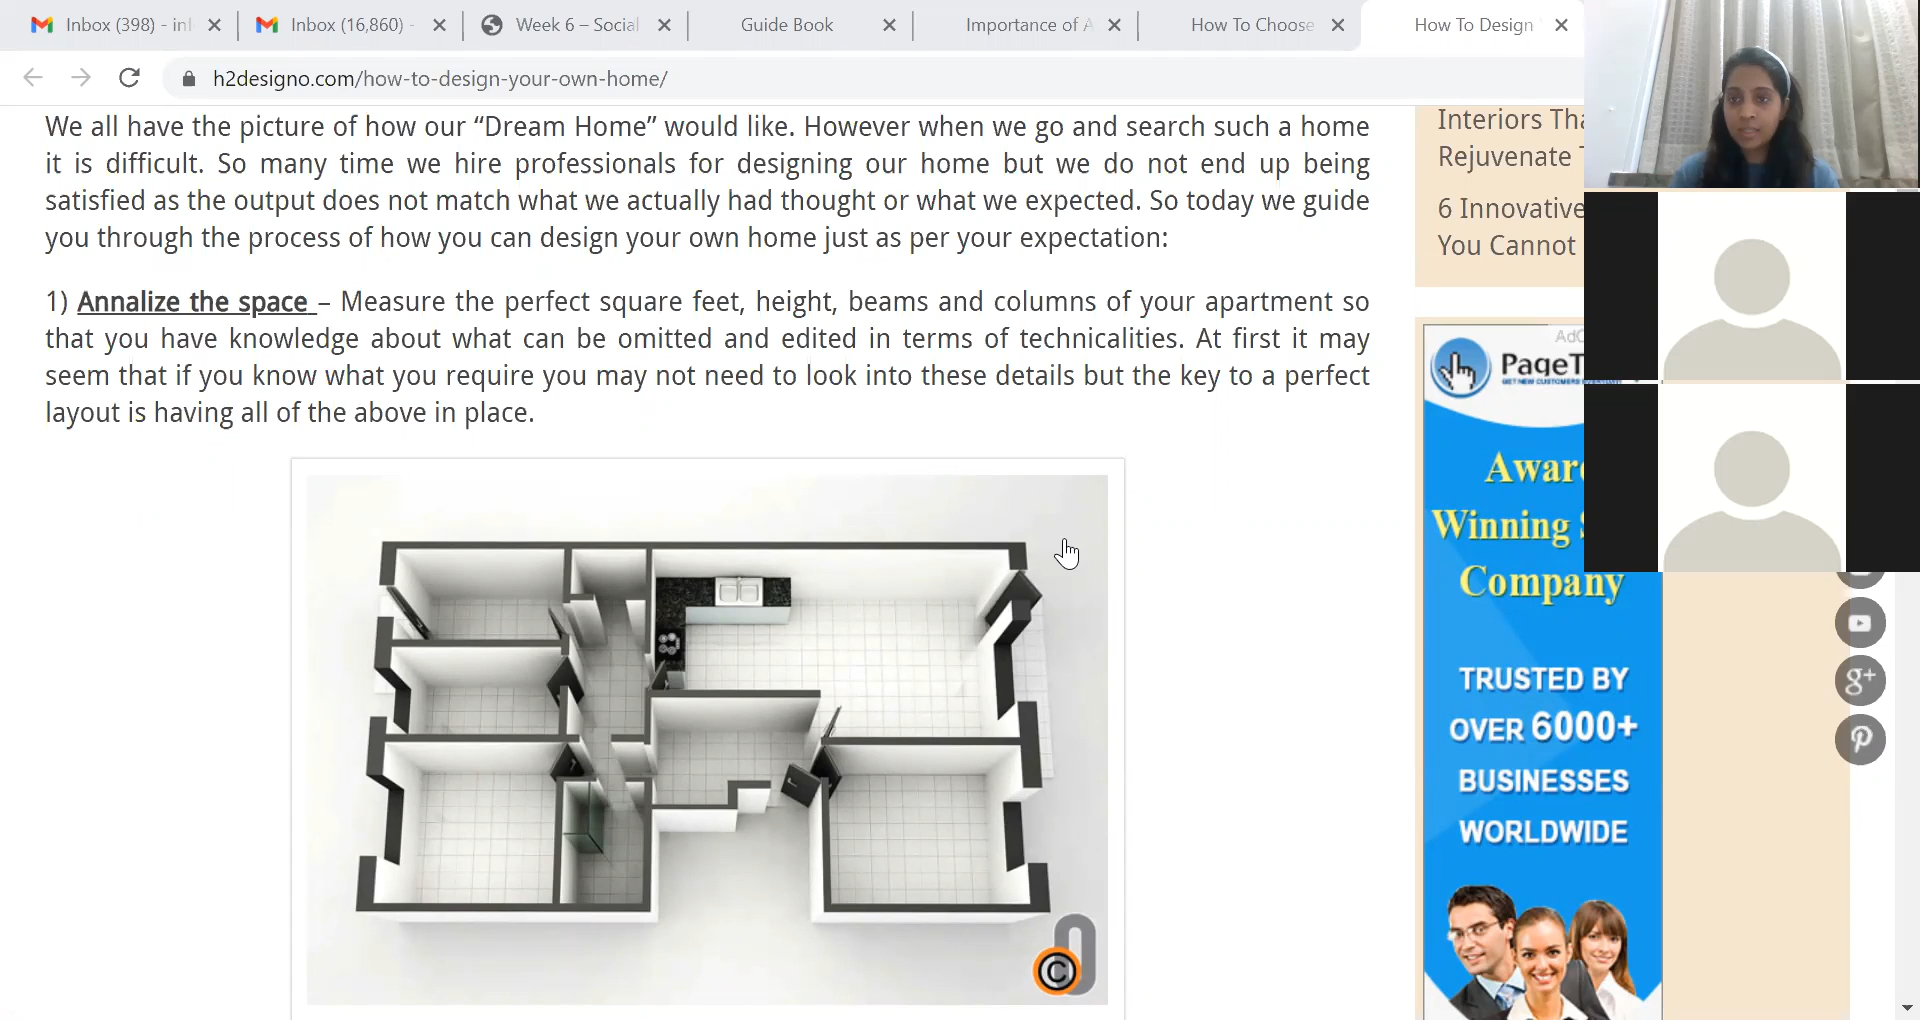 Inbox (398) - in
Inbox (16,860) -
Week 6 – Social
Guide Book
Importance of A
How To Choose
How To Design
h2designo.com/how-to-design-your-own-home/
We all have the picture of how our “Dream Home” would like. However when we go and search such a home
it is difficult. So many time we hire professionals for designing our home but we do not end up being
satisfied as the output does not match what we actually had thought or what we expected. So today we guide
you through the process of how you can design your own home just as per your expectation:
1) Annalize the space – Measure the perfect square feet, height, beams and columns of your apartment so
that you have knowledge about what can be omitted and edited in terms of technicalities. At first it may
seem that if you know what you require you may not need to look into these details but the key to a perfect
layout is having all of the above in place.
©
Interiors Tha
Rejuvenate
6 Innovative
You Cannot
PageT
GET NEW CUSTOMERS
Award
Winning
Company
TRUSTED BY
OVER 6000+
BUSINESSES
WORLDWIDE
g+